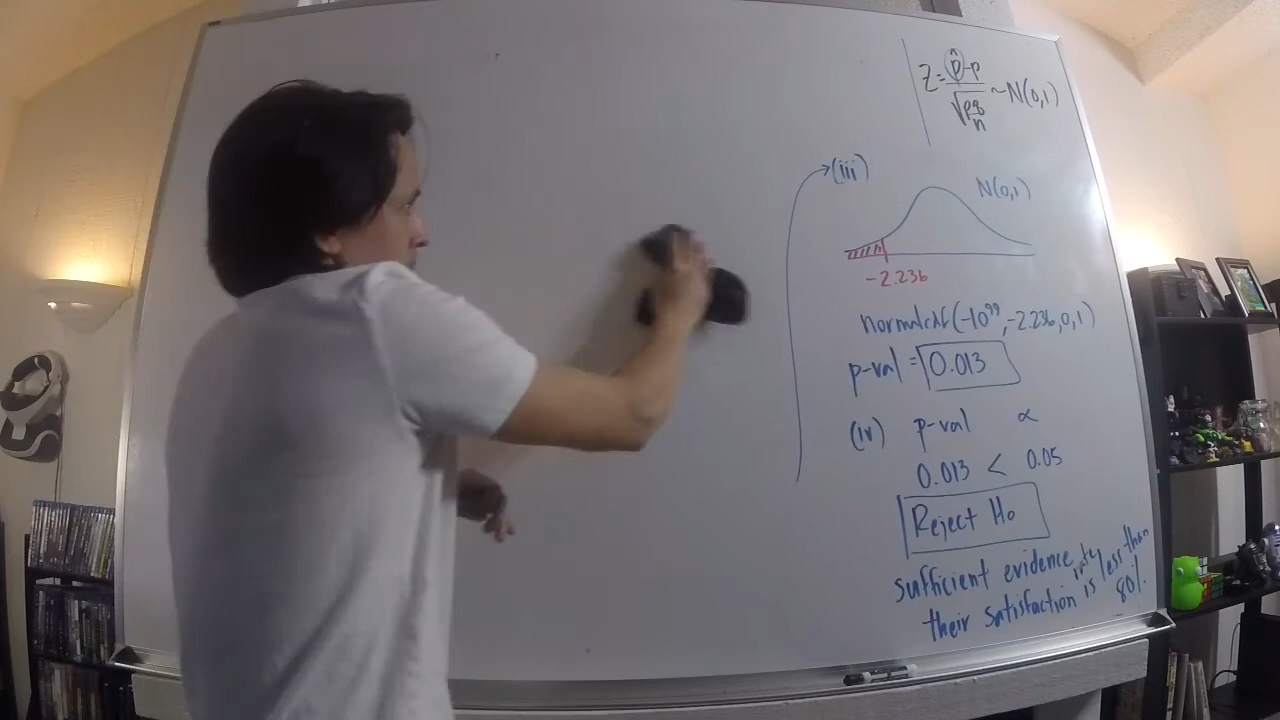 Z = p̂-p / √(pq/n) ~ N(0,1)
(iii)
N(0,1)
-2.236
normalcdf(-10^99, -2.236, 0, 1)
p-val = 0.013
(iv) p-val α
0.013 < 0.05
Reject H₀
sufficient evidence
their satisfaction rate is less than 80%.